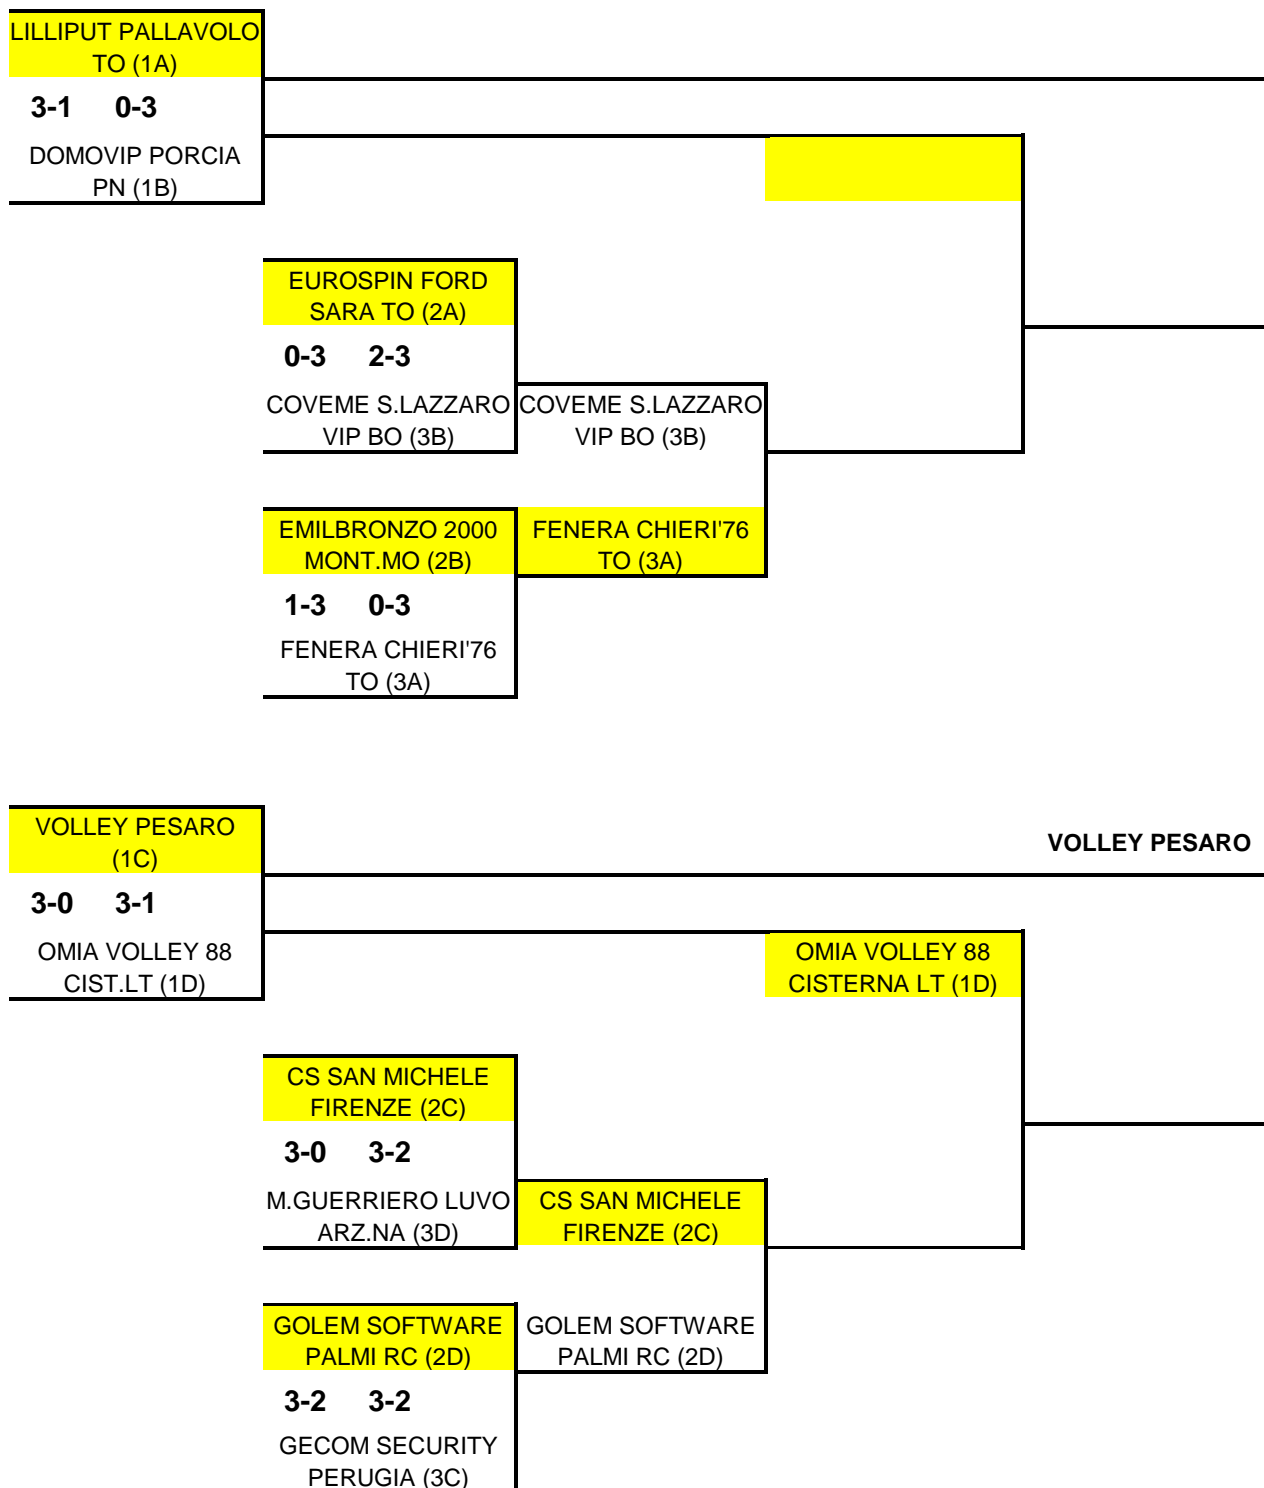 LILLIPUT PALLAVOLO
TO (1A)
3-1 0-3
DOMOVIP PORCIA
PN (1B)
EUROSPIN FORD
SARA TO (2A)
0-3 2-3
COVEME S.LAZZARO
VIP BO (3B)
COVEME S.LAZZARO
VIP BO (3B)
EMILBRONZO 2000
MONT.MO (2B)
FENERA CHIERI'76
TO (3A)
1-3 0-3
FENERA CHIERI'76
TO (3A)
VOLLEY PESARO
(1C)
VOLLEY PESARO
3-0 3-1
OMIA VOLLEY 88
CIST.LT (1D)
OMIA VOLLEY 88
CISTERNA LT (1D)
CS SAN MICHELE
FIRENZE (2C)
3-0 3-2
M.GUERRIERO LUVO
ARZ.NA (3D)
CS SAN MICHELE
FIRENZE (2C)
GOLEM SOFTWARE
PALMI RC (2D)
GOLEM SOFTWARE
PALMI RC (2D)
3-2 3-2
GECOM SECURITY
PERUGIA (3C)